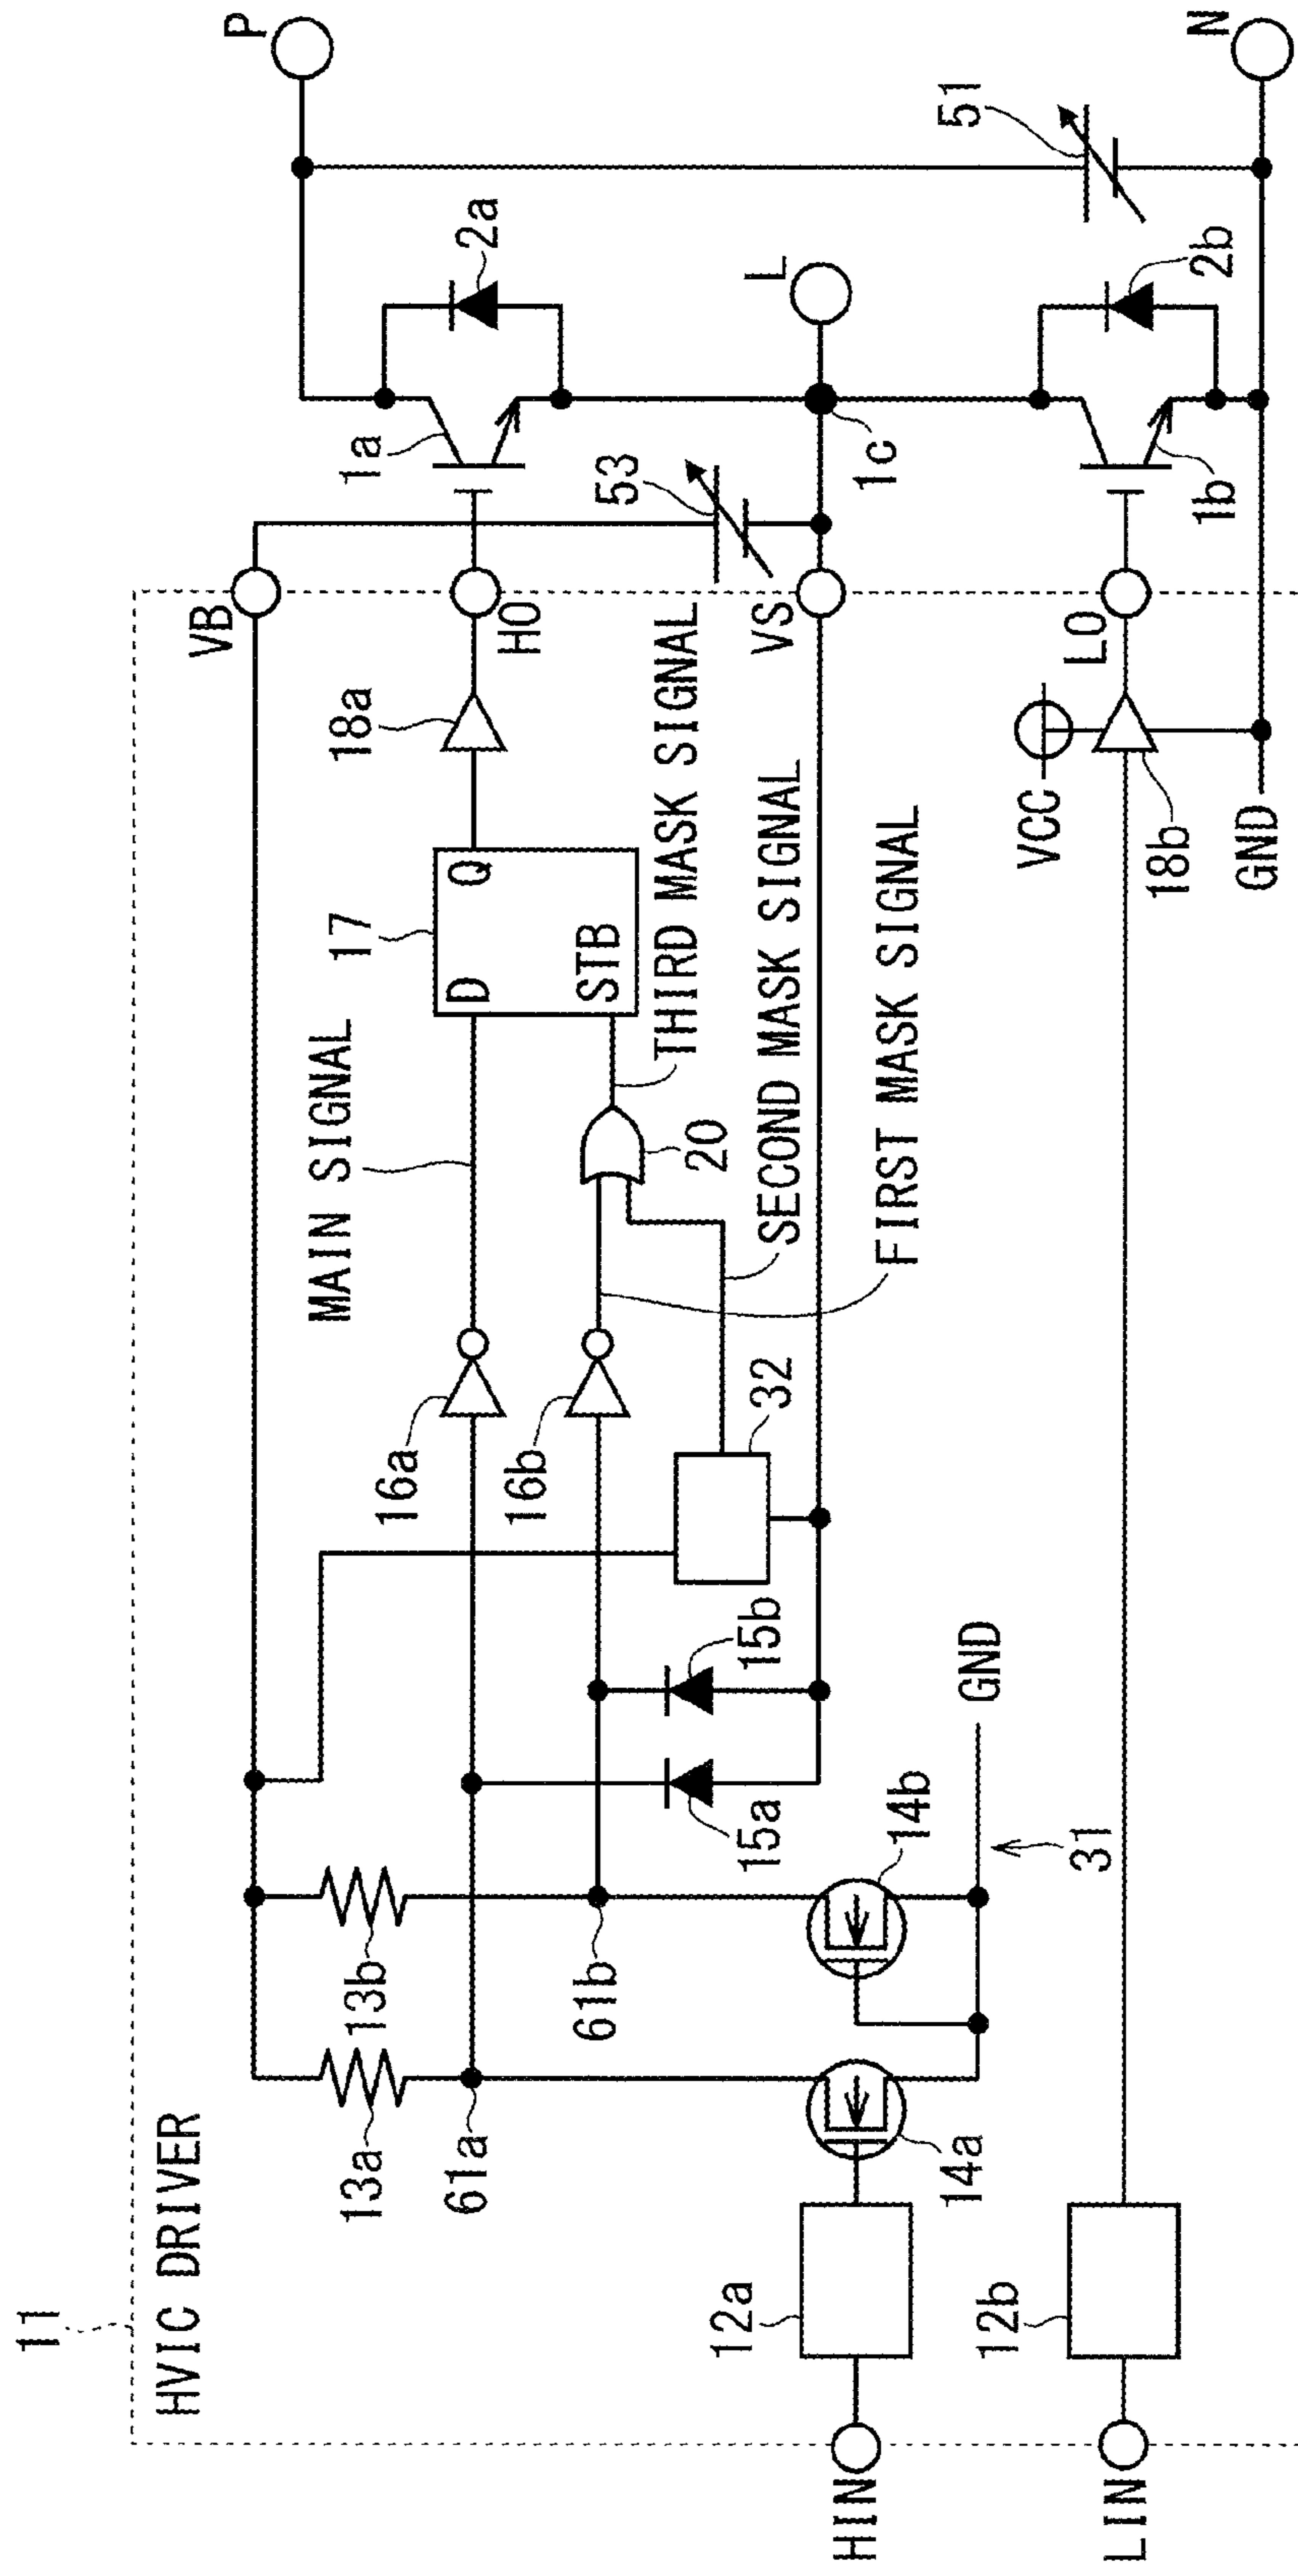 11
HVIC DRIVER
P
VB
2a
1a
18a
HO
17
D
Q
STB
MAIN SIGNAL
16a
16b
13a
13b
61a
61b
THIRD MASK SIGNAL
20
SECOND MASK SIGNAL
FIRST MASK SIGNAL
53
51
L
VS
1c
32
15a
15b
14a
14b
GND
31
12a
HIN
12b
LIN
VCC
LO
18b
GND
1b
2b
N